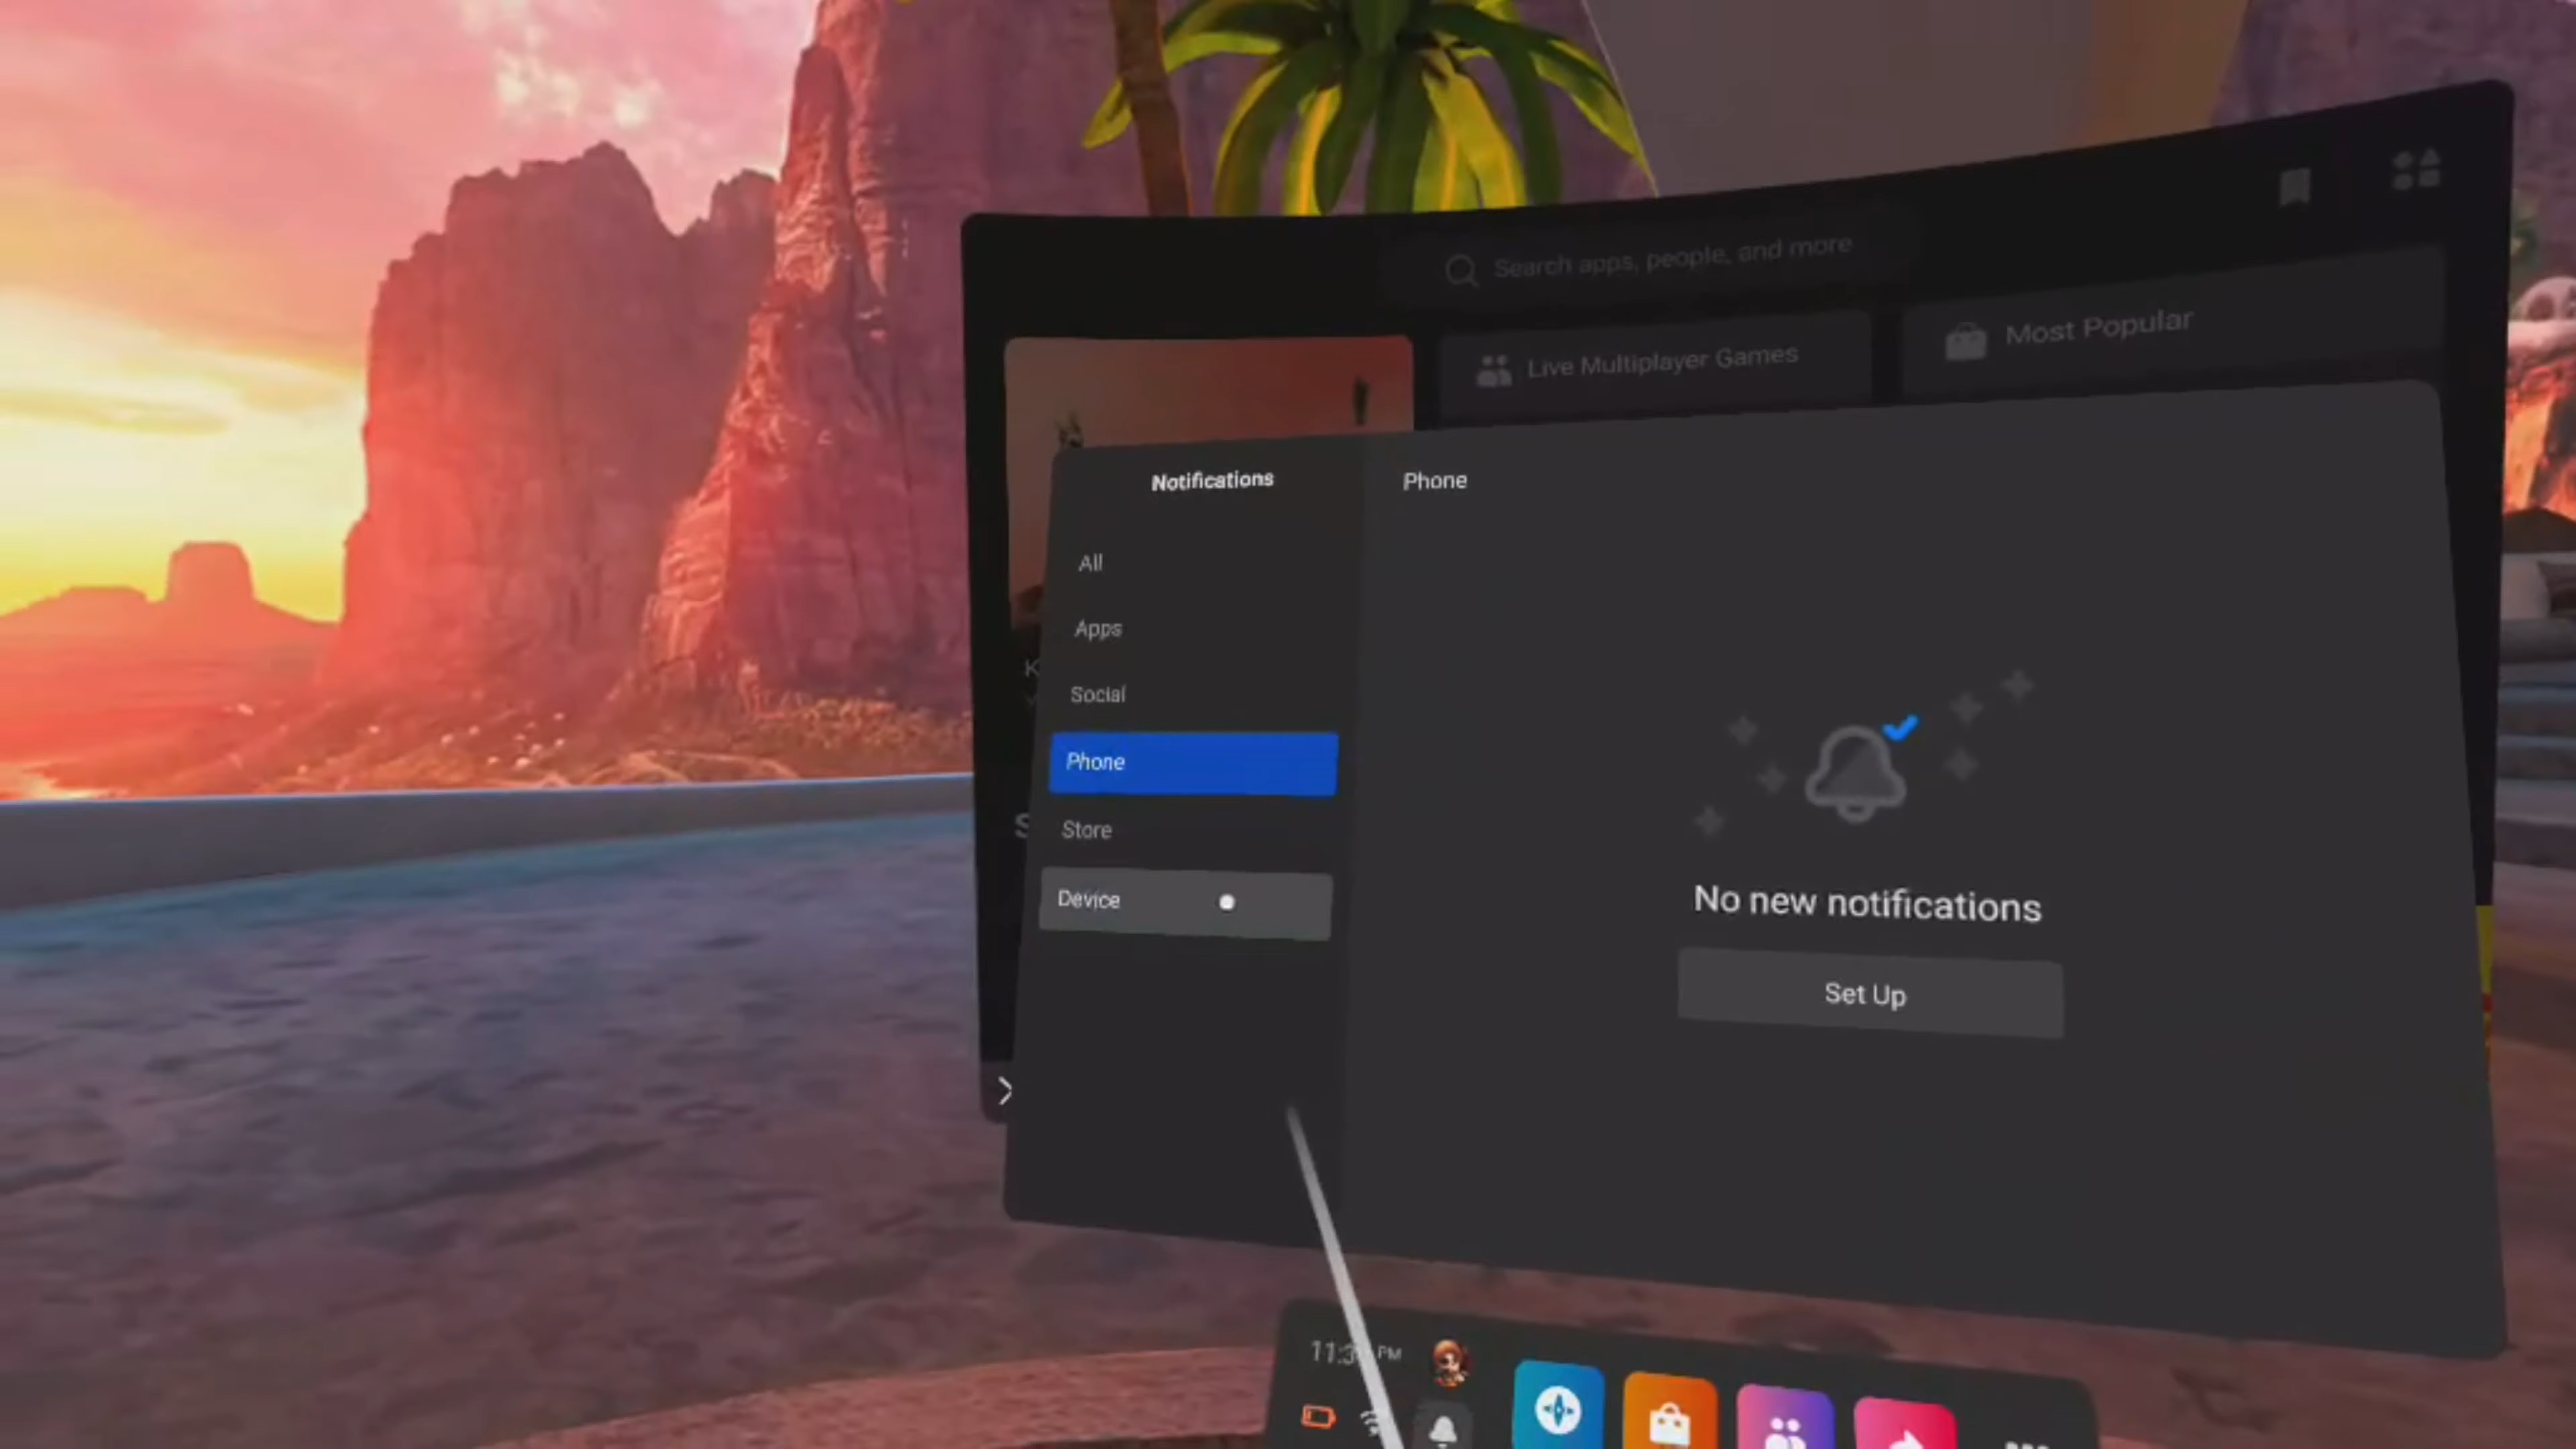 Search apps, people, and more
Live Multiplayer Games
Most Popular
Notifications
All
Apps
Social
Phone
Store
Device
Phone
No new notifications
Set Up
PM